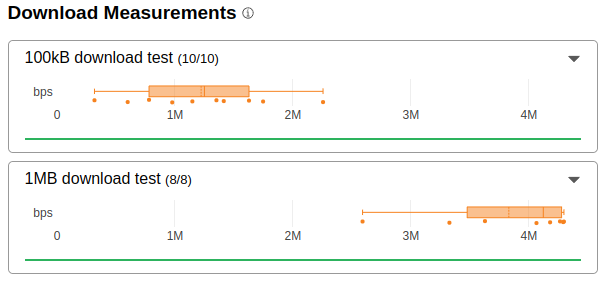 Download Measurements ⓘ
100kB download test (10/10)
bps
0 1M 2M 3M 4M
1MB download test (8/8)
bps
0 1M 2M 3M 4M